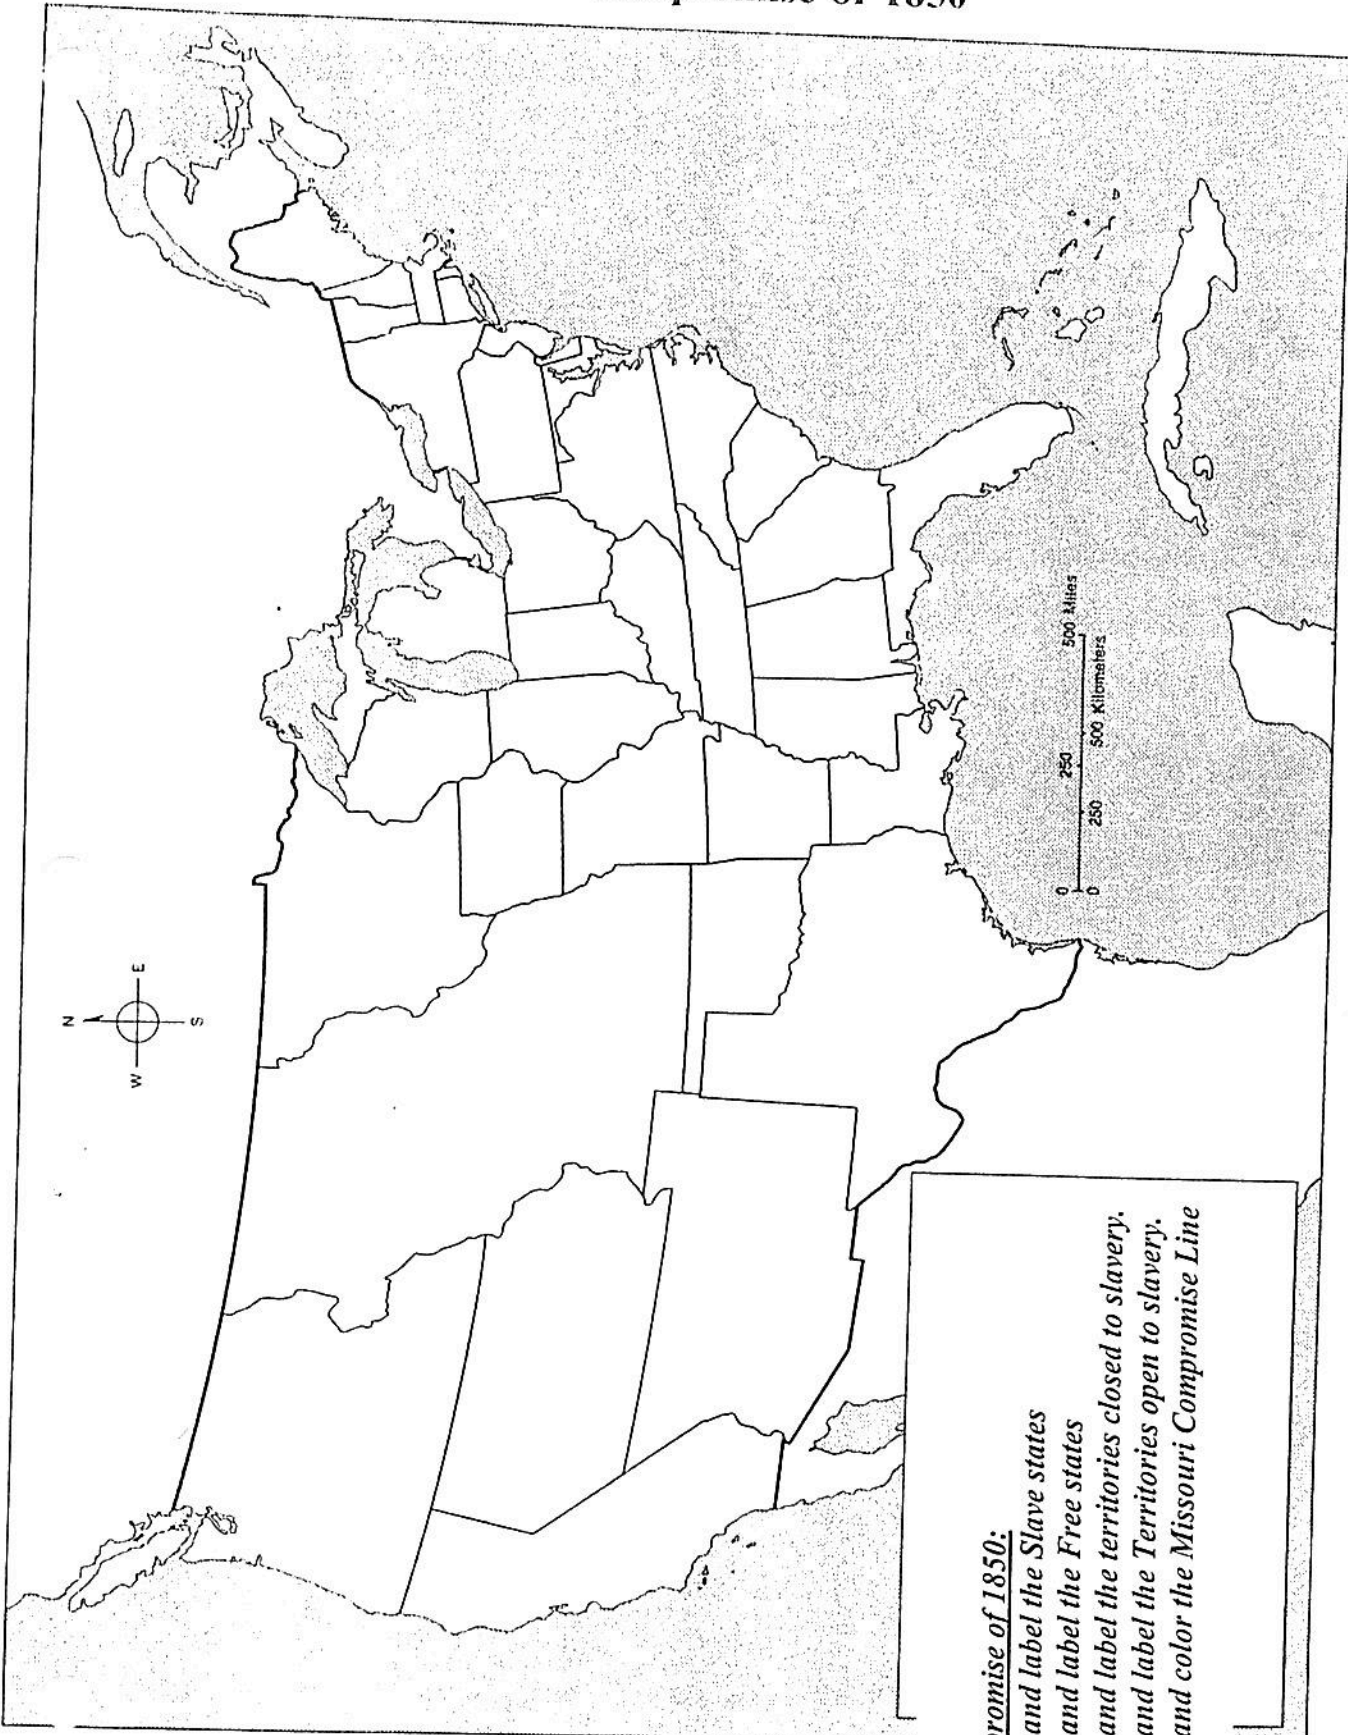 of 1850
N
W
E
S
0
250
500 Miles
0
250
500 Kilometers
promise of 1850:
and label the Slave states
and label the Free states
and label the territories closed to slavery.
and label the Territories open to slavery.
and color the Missouri Compromise Line